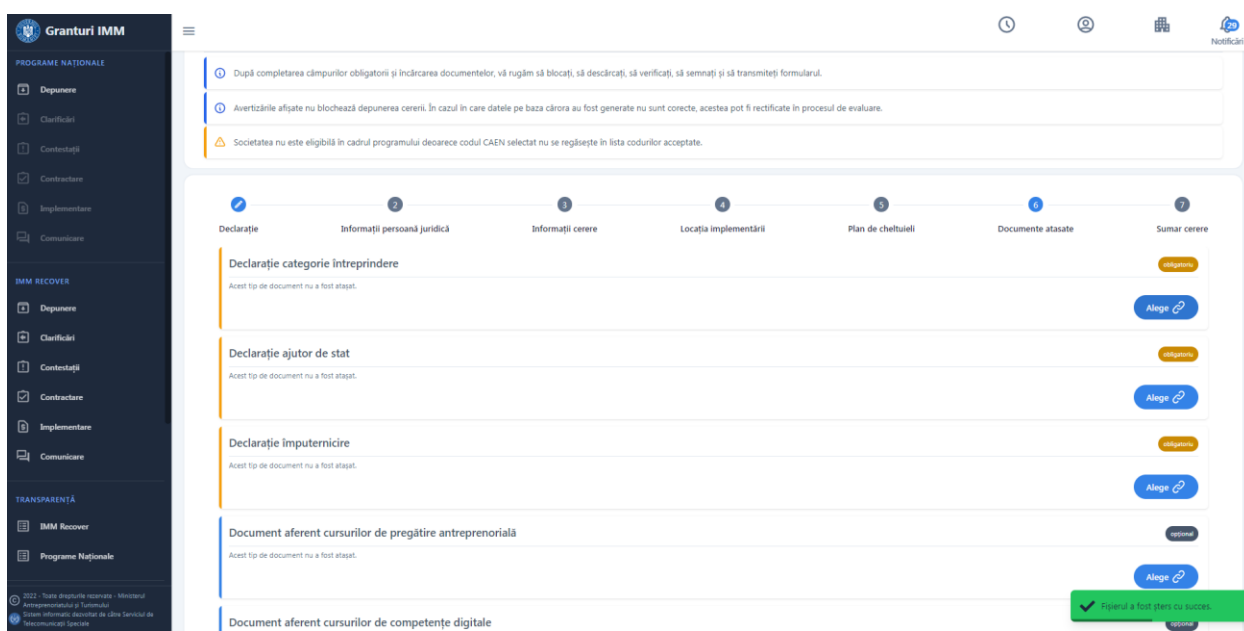 Granturi IMM
29
Notificări
PROGRAME NAȚIONALE
Depunere
Clarificări
Contestații
Contractare
Implementare
Comunicare
IMM RECOVER
Depunere
Clarificări
Contestații
Contractare
Implementare
Comunicare
TRANSPARENȚĂ
IMM Recover
Programe Naționale
2022 - Toate drepturile rezervate - Ministerul
Antreprenoriatului și Turismului
Sistem informatic dezvoltat de către Serviciul de
Telecomunicații Speciale
După completarea câmpurilor obligatorii și încărcarea documentelor, vă rugăm să blocați, să descărcați, să verificați, să semnați și să transmiteți formularul.
Avertizările afișate nu blochează depunerea cererii. În cazul în care datele pe baza cărora au fost generate nu sunt corecte, acestea pot fi rectificate în procesul de evaluare.
Societatea nu este eligibilă în cadrul programului deoarece codul CAEN selectat nu se regăsește în lista codurilor acceptate.
2 3 4 5 6 7
Declarație Informații persoană juridică Informații cerere Locația implementării Plan de cheltuieli Documente atasate Sumar cerere
Declarație categorie întreprindere obligatoriu
Acest tip de document nu a fost atașat.
Alege
Declarație ajutor de stat obligatoriu
Acest tip de document nu a fost atașat.
Alege
Declarație împuternicire obligatoriu
Acest tip de document nu a fost atașat.
Alege
Document aferent cursurilor de pregătire antreprenorială opțional
Acest tip de document nu a fost atașat.
Alege
Fișierul a fost șters cu succes.
Document aferent cursurilor de competențe digitale opțional